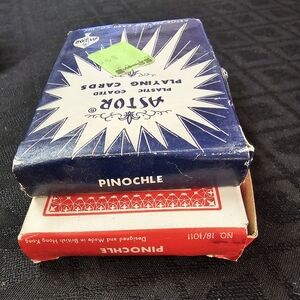 ASTOR®
PLASTIC COATED
PLAYING CARDS
PINOCHLE
NO. 18/1011
Designed and Made in British Hong Kong
PINOCHLE